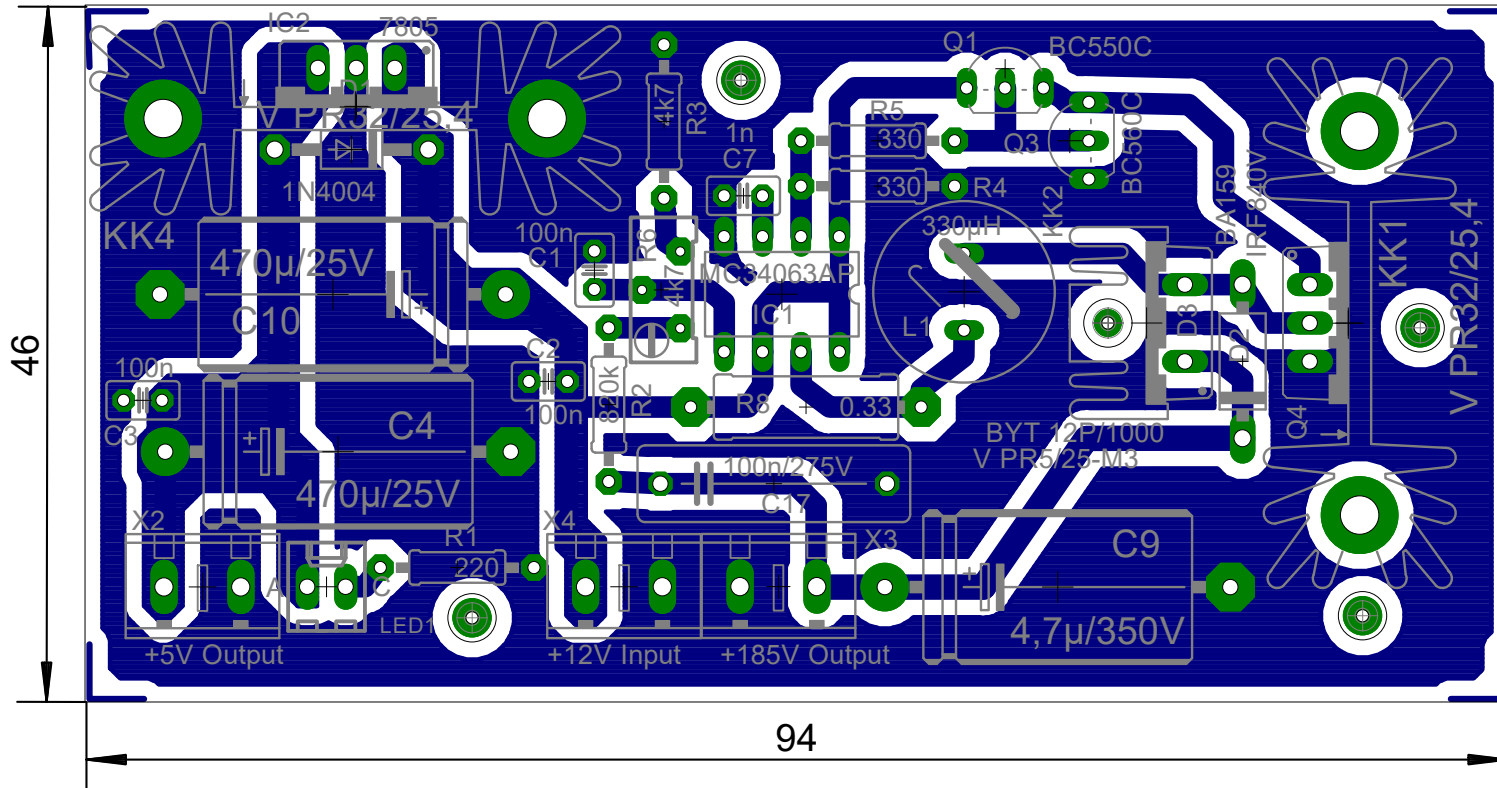 IC2
7805
Q1
BC550C
D1
V PR32/25,4
4k7
R3
1n
C7
R5
330
Q3
BC560C
1N4004
330
R4
KK2
BA159
IRF840V
KK4
100n
C1
R6
330µH
KK1
470µ/25V
4k7
MC34063AP
C10
IC1
L1
D3
D2
V PR32/25,4
46
100n
C2
C3
100n
820k
R2
R8
0.33
Q4
C4
BYT 12P/1000
V PR5/25-M3
100n/275V
470µ/25V
C17
X2
R1
X4
X3
C9
220
A
C
LED1
4,7µ/350V
+5V Output
+12V Input
+185V Output
94